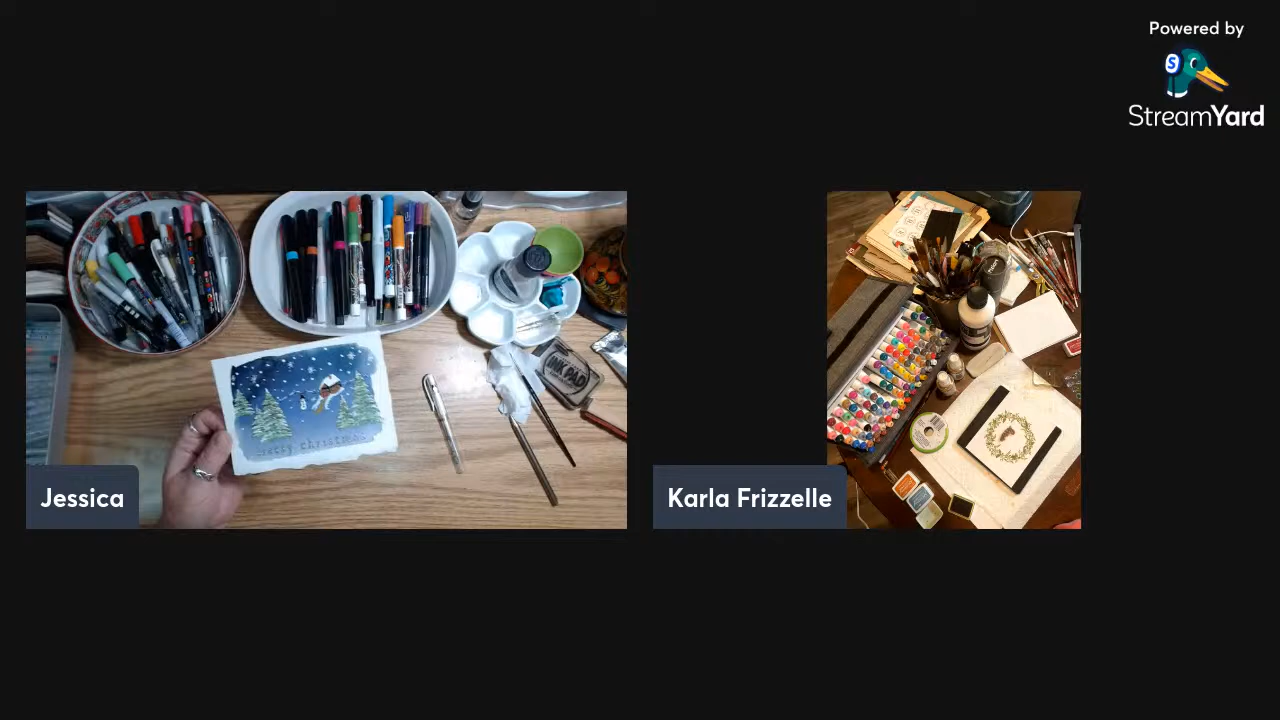 Powered by
S
StreamYard
INK PAD
Merry Christmas
Jessica
Karla Frizzelle